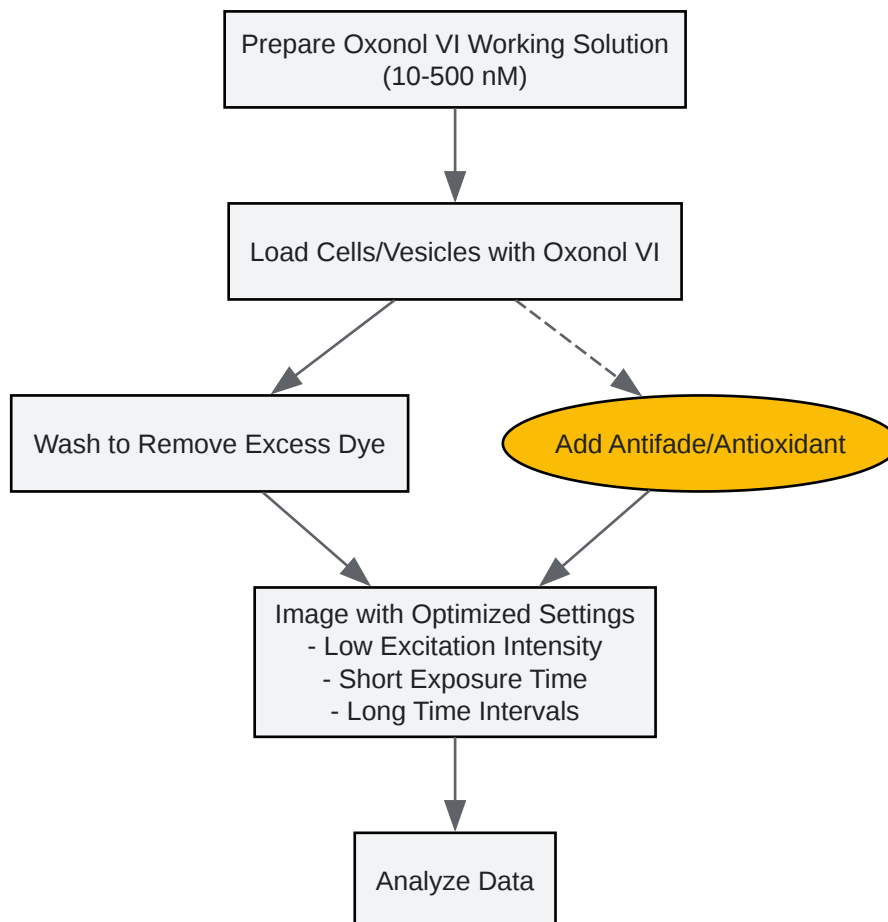 Prepare Oxonol VI Working Solution
(10-500 nM)
Load Cells/Vesicles with Oxonol VI
Wash to Remove Excess Dye
Add Antifade/Antioxidant
Image with Optimized Settings
- Low Excitation Intensity
- Short Exposure Time
- Long Time Intervals
Analyze Data